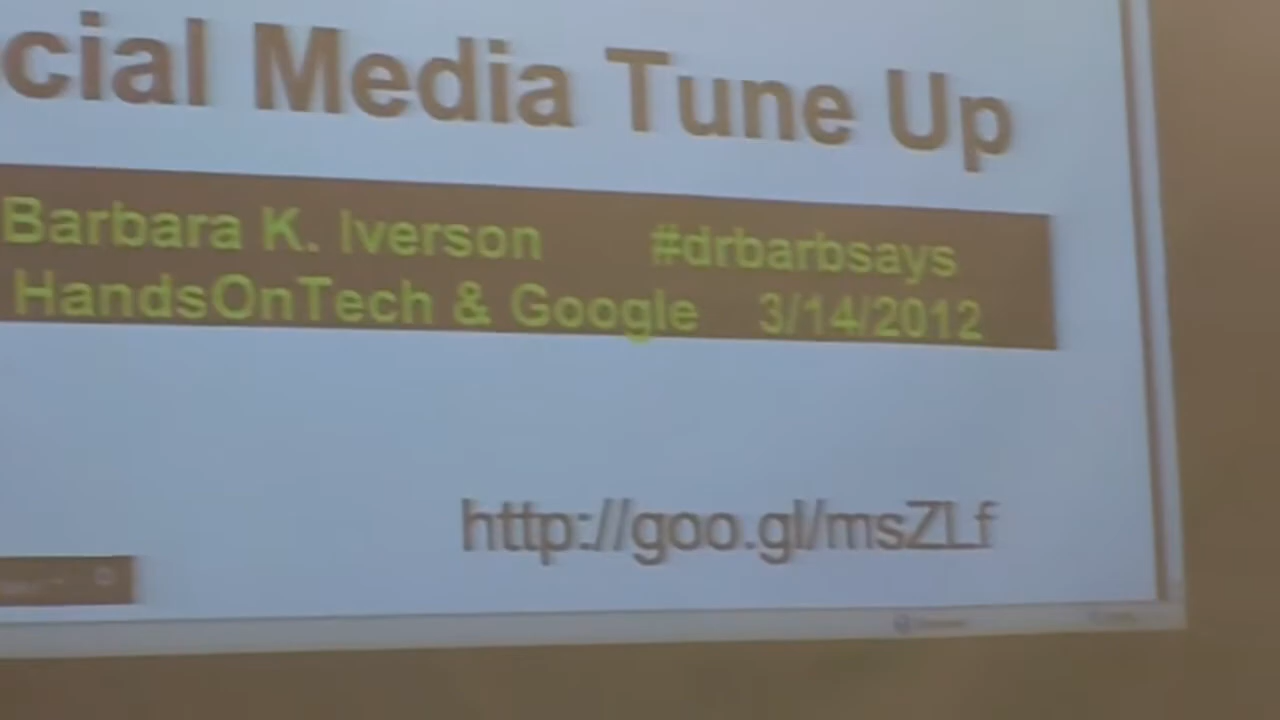 cial Media Tune Up
Barbara K. Iverson #drbarbsays
HandsOnTech & Google 3/14/2012
http://goo.gl/msZLf